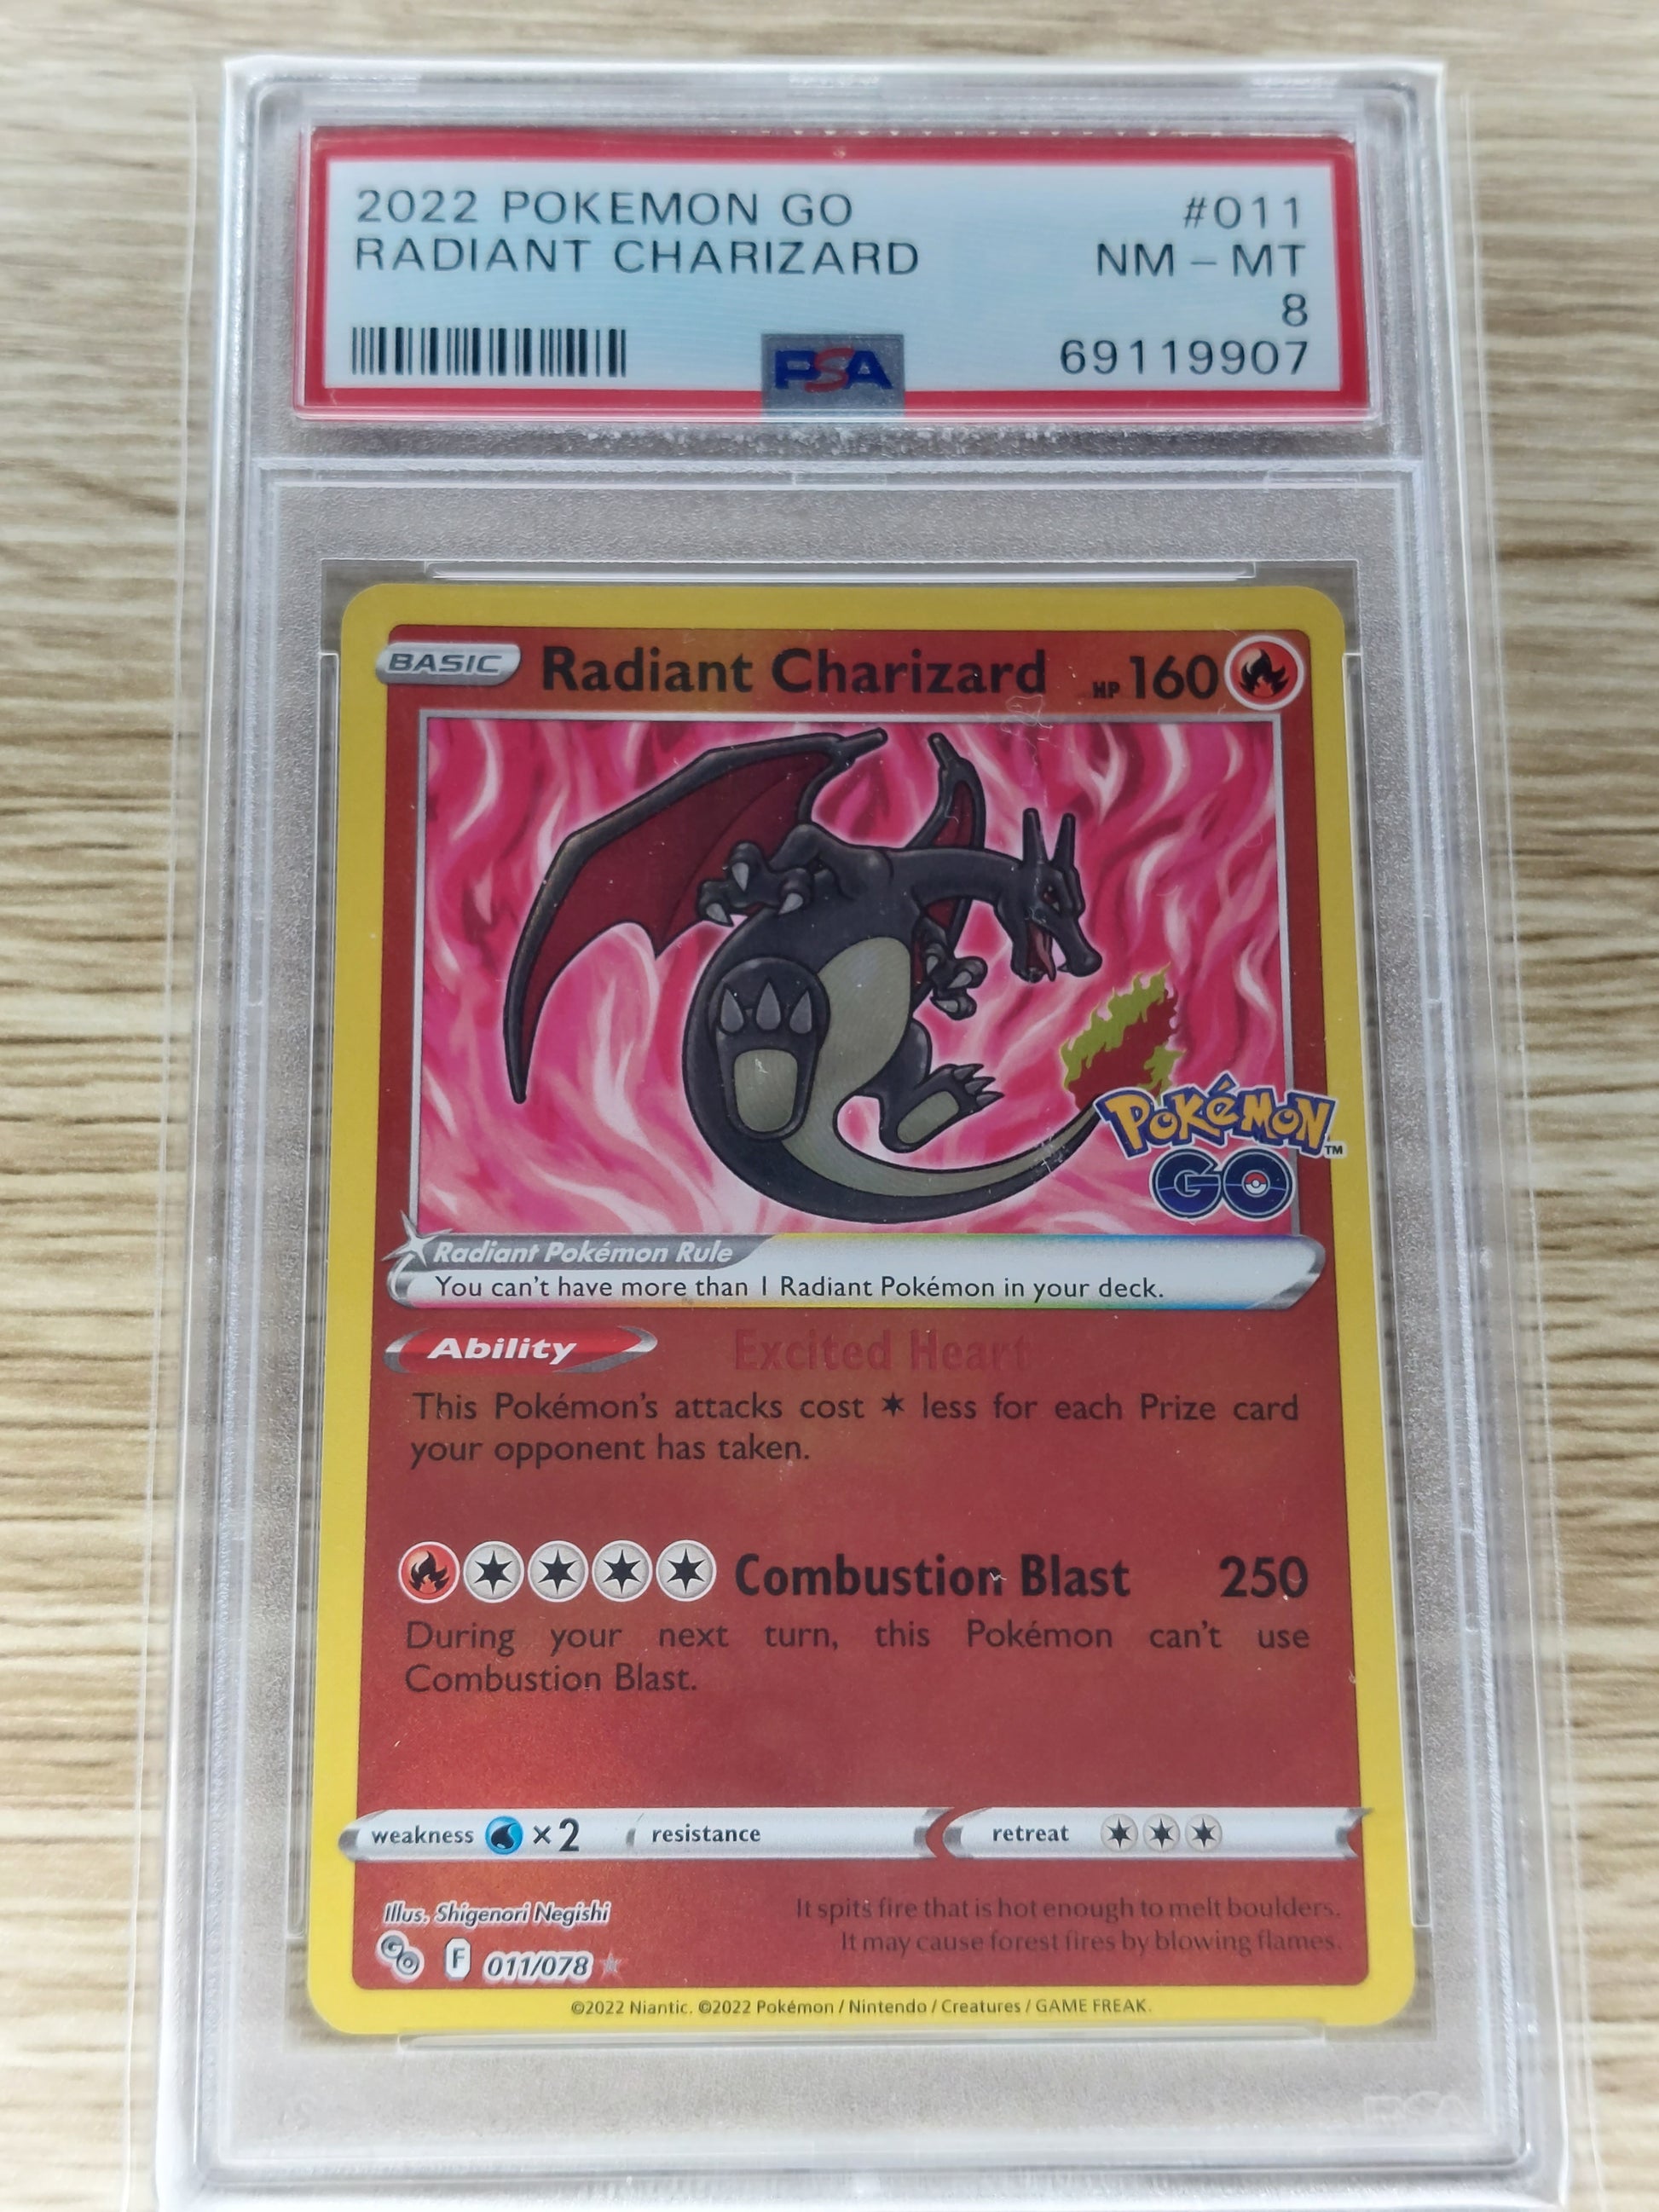 2022 POKEMON GO #011
RADIANT CHARIZARD NM - MT
8
PSA 69119907
BASIC Radiant Charizard HP 160
POKéMON TM
GO
Radiant Pokémon Rule
You can't have more than 1 Radiant Pokémon in your deck.
Ability Excited Heart
This Pokémon's attacks cost ✶ less for each Prize card
your opponent has taken.
Combustion Blast 250
During your next turn, this Pokémon can't use
Combustion Blast.
weakness ×2 resistance retreat
Illus. Shigenori Negishi
It spits fire that is hot enough to melt boulders.
It may cause forest fires by blowing flames.
GO F 011/078
©2022 Niantic. ©2022 Pokémon / Nintendo / Creatures / GAME FREAK.
PSA